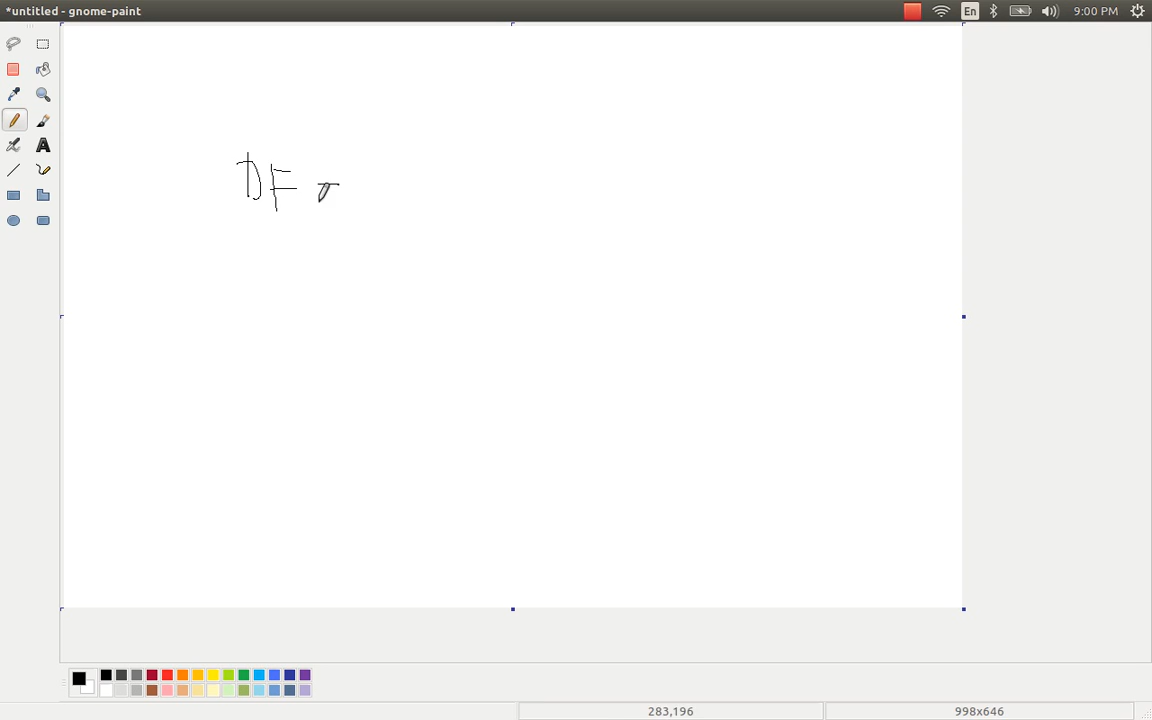 *untitled - gnome-paint
En
9:00 PM
A
DF
283,196
998x646